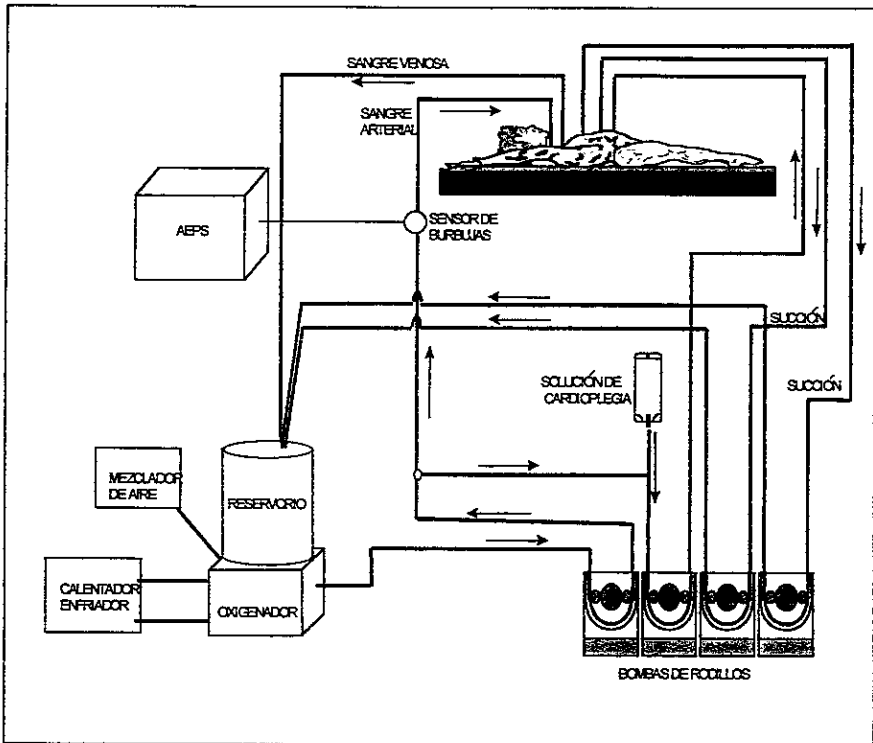 SANGRE VENOSA
SANGRE
ARTERIAL
AEPS
SENSOR DE
BURBUJAS
SUCCIÓN
SOLUCIÓN DE
CARDIOPLEGIA
SUCCIÓN
MEZCLADOR
DE AIRE
RESERVORIO
CALENTADOR
ENFRIADOR
OXIGENADOR
BOMBAS DE RODILLOS